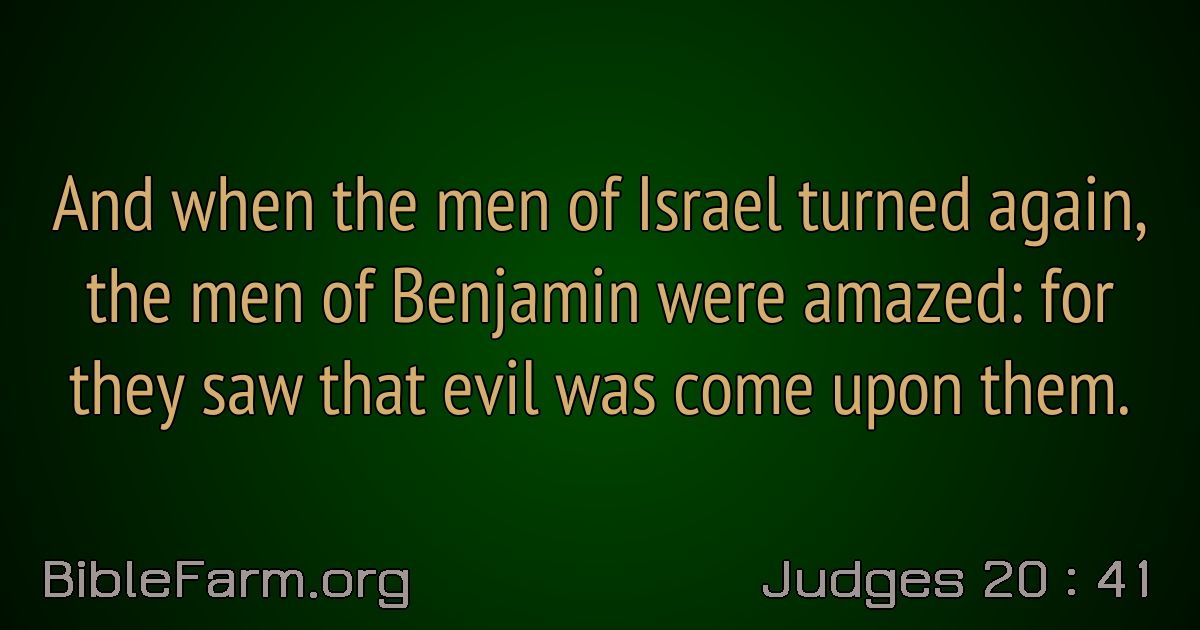 And when the men of Israel turned again,
the men of Benjamin were amazed: for
they saw that evil was come upon them.
BibleFarm.org
Judges 20 : 41